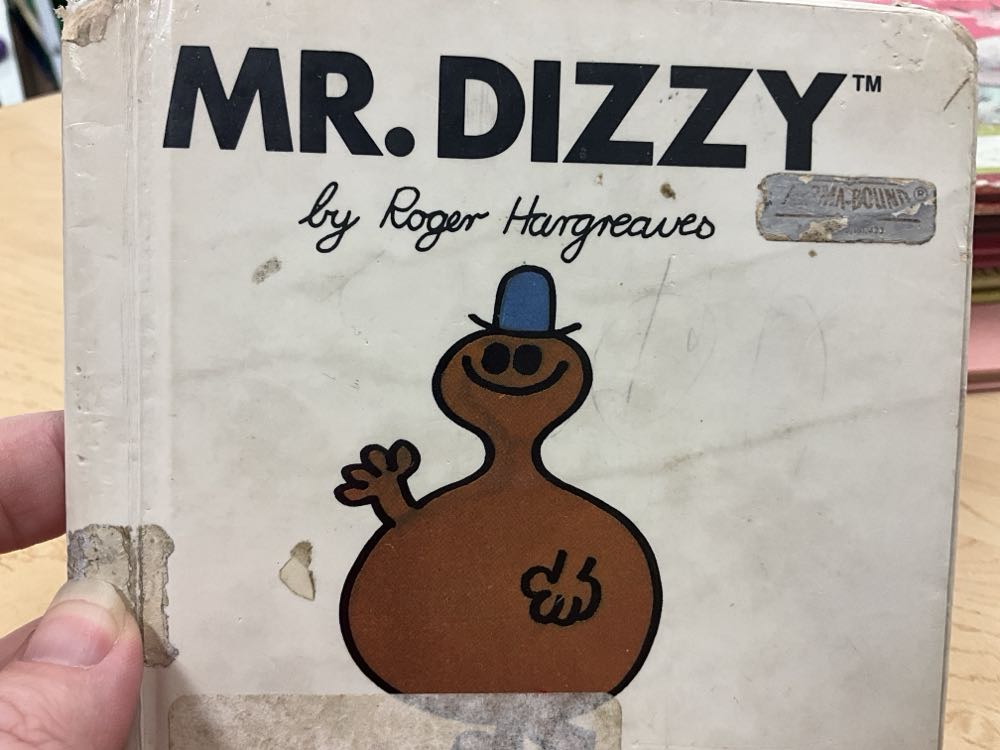 MR. DIZZY™
by Roger Hargreaves